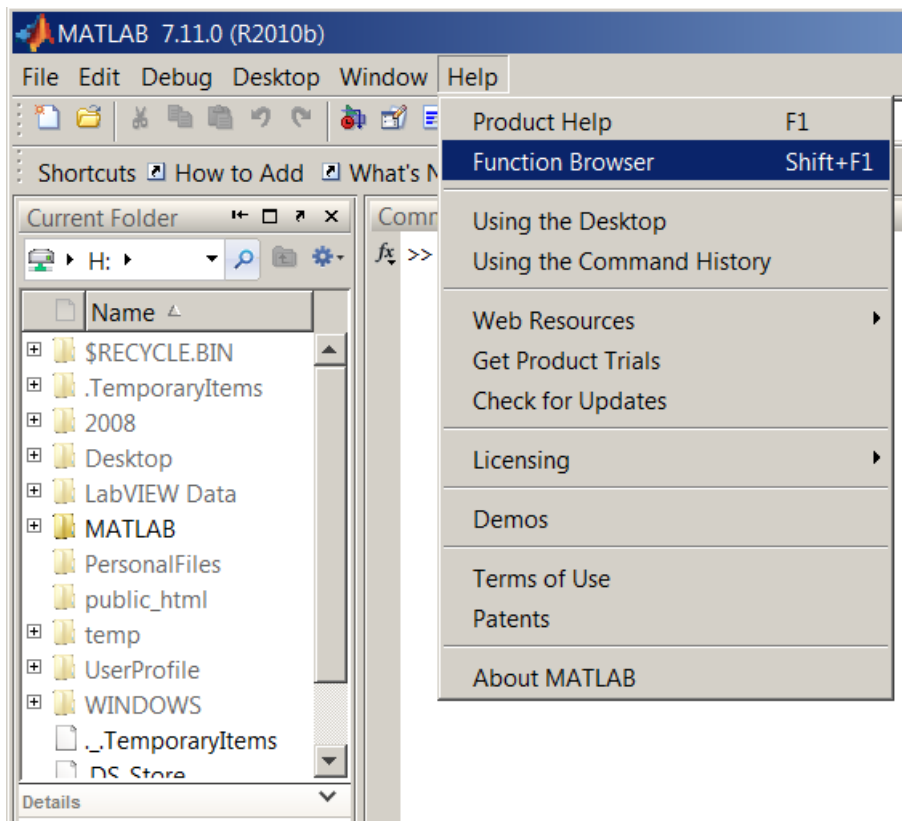 MATLAB 7.11.0 (R2010b)
File Edit Debug Desktop Window Help
Shortcuts How to Add What's N
Current Folder
H:
Name
$RECYCLE.BIN
.TemporaryItems
2008
Desktop
LabVIEW Data
MATLAB
PersonalFiles
public_html
temp
UserProfile
WINDOWS
._TemporaryItems
.DS_Store
Details
Comm
fx >>
Product Help F1
Function Browser Shift+F1
Using the Desktop
Using the Command History
Web Resources
Get Product Trials
Check for Updates
Licensing
Demos
Terms of Use
Patents
About MATLAB